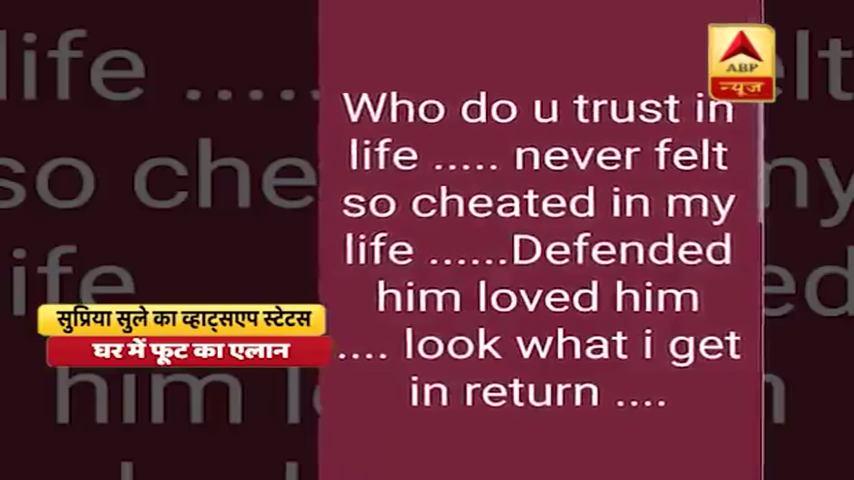 ABP
न्यूज़
Who do u trust in
life ..... never felt
so cheated in my
life ......Defended
him loved him
.... look what i get
in return ....
सुप्रिया सुले का व्हाट्सएप स्टेटस
घर में फूट का एलान